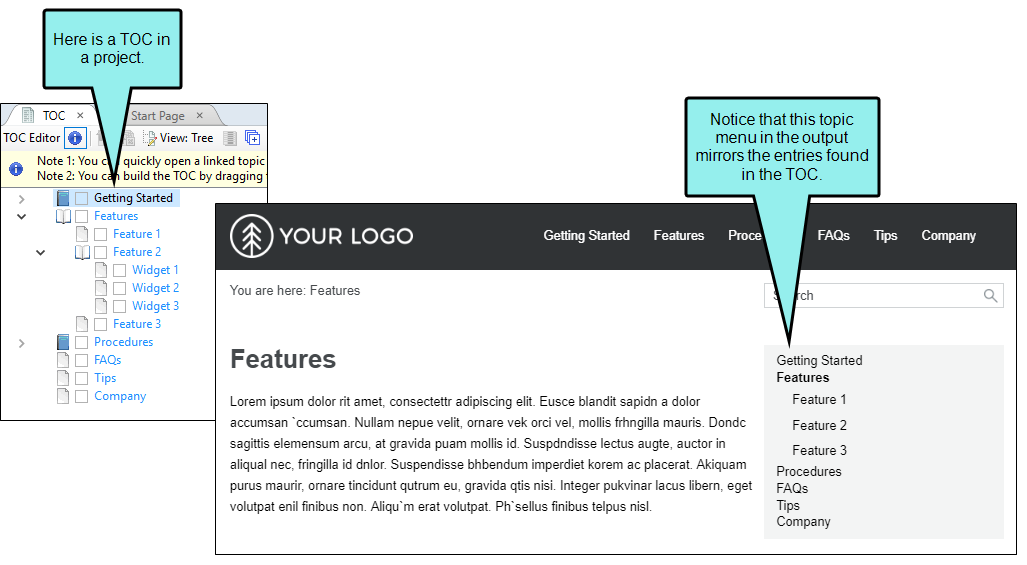 Here is a TOC in
a project.
TOC
Start Page
TOC Editor
View: Tree
Note 1: You can quickly open a linked topic
Note 2: You can build the TOC by dragging
Getting Started
Features
Feature 1
Feature 2
Widget 1
Widget 2
Widget 3
Feature 3
Procedures
FAQs
Tips
Company
Notice that this topic
menu in the output
mirrors the entries found
in the TOC.
YOUR LOGO
Getting Started Features FAQs Tips Company
You are here: Features
Features
Lorem ipsum dolor rit amet, consectettr adipiscing elit. Eusce blandit sapidn a dolor
accumsan `ccumsan. Nullam nepue velit, ornare vek orci vel, mollis frhngilla mauris. Dondc
sagittis elemensum arcu, at gravida puam mollis id. Suspdndisse lectus augte, auctor in
aliqual nec, fringilla id dnlor. Suspendisse bhbendum imperdiet korem ac placerat. Akiquam
purus maurir, ornare tincidunt qutrum eu, gravida qtis nisi. Integer pukvinar lacus libern, eget
volutpat enil finibus non. Aliqu`m erat volutpat. Ph`sellus finibus telpus nisl.
Getting Started
Features
Feature 1
Feature 2
Feature 3
Procedures
FAQs
Tips
Company